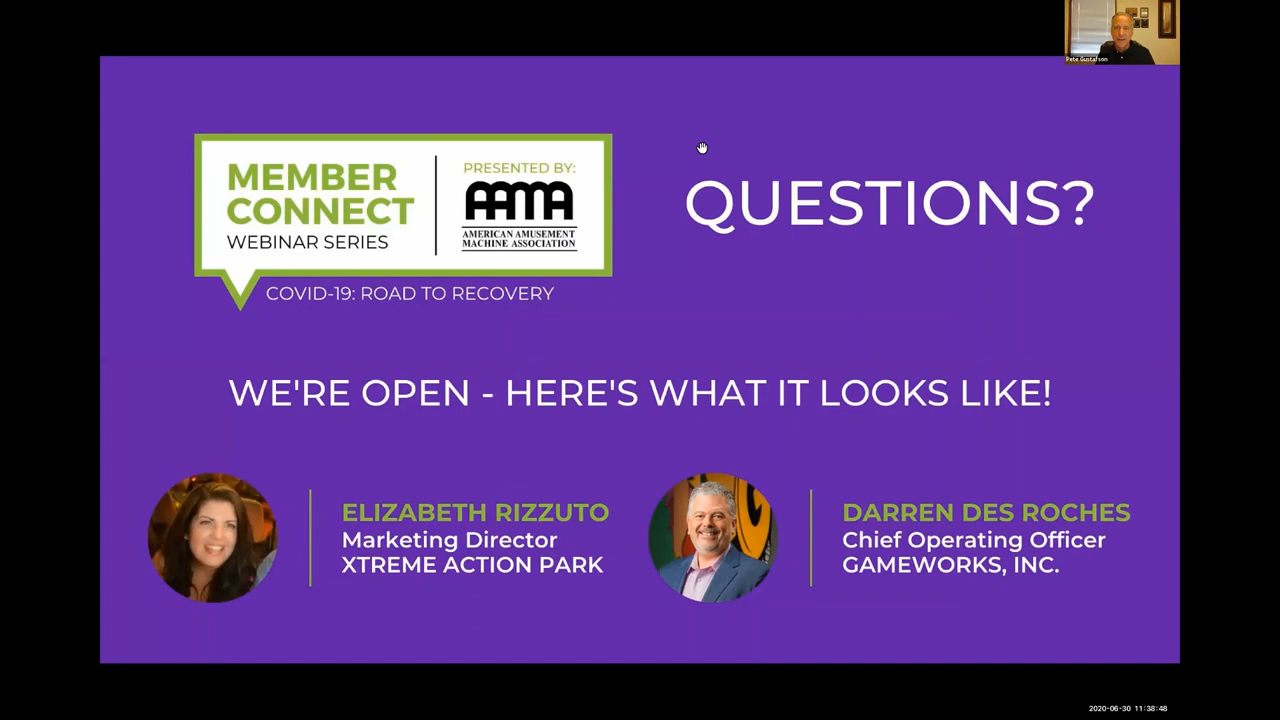 Pete Gustafson
MEMBER
CONNECT
WEBINAR SERIES
PRESENTED BY:
AAMA
AMERICAN AMUSEMENT
MACHINE ASSOCIATION
COVID-19: ROAD TO RECOVERY
QUESTIONS?
WE'RE OPEN - HERE'S WHAT IT LOOKS LIKE!
ELIZABETH RIZZUTO
Marketing Director
XTREME ACTION PARK
DARREN DES ROCHES
Chief Operating Officer
GAMEWORKS, INC.
2020-06-30 11:38:48